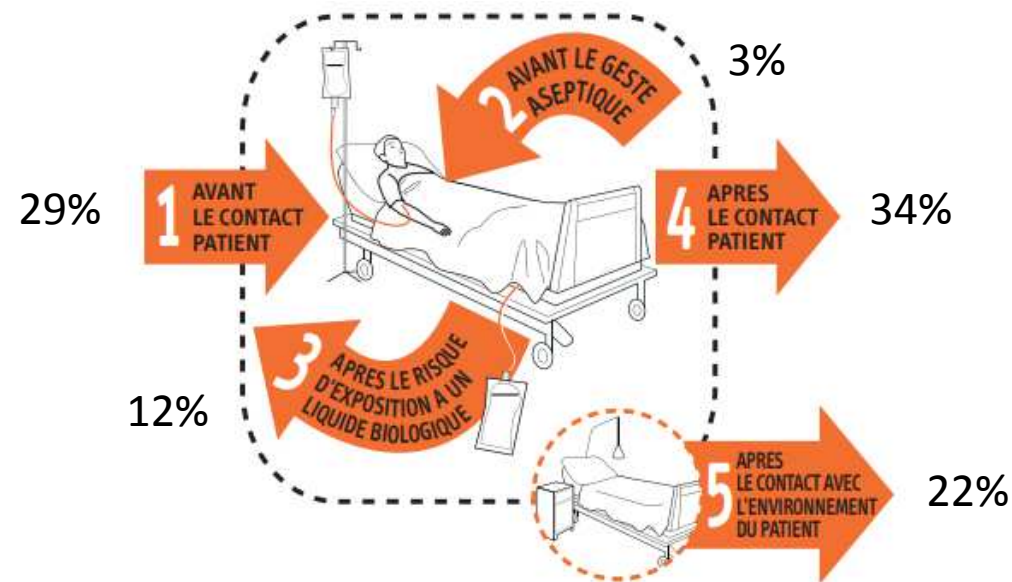 29%
1
AVANT
LE CONTACT
PATIENT
2
AVANT LE GESTE
ASEPTIQUE
3%
3
APRES LE RISQUE
D'EXPOSITION A UN
LIQUIDE BIOLOGIQUE
12%
4
APRES
LE CONTACT
PATIENT
34%
5
APRES
LE CONTACT AVEC
L'ENVIRONNEMENT
DU PATIENT
22%